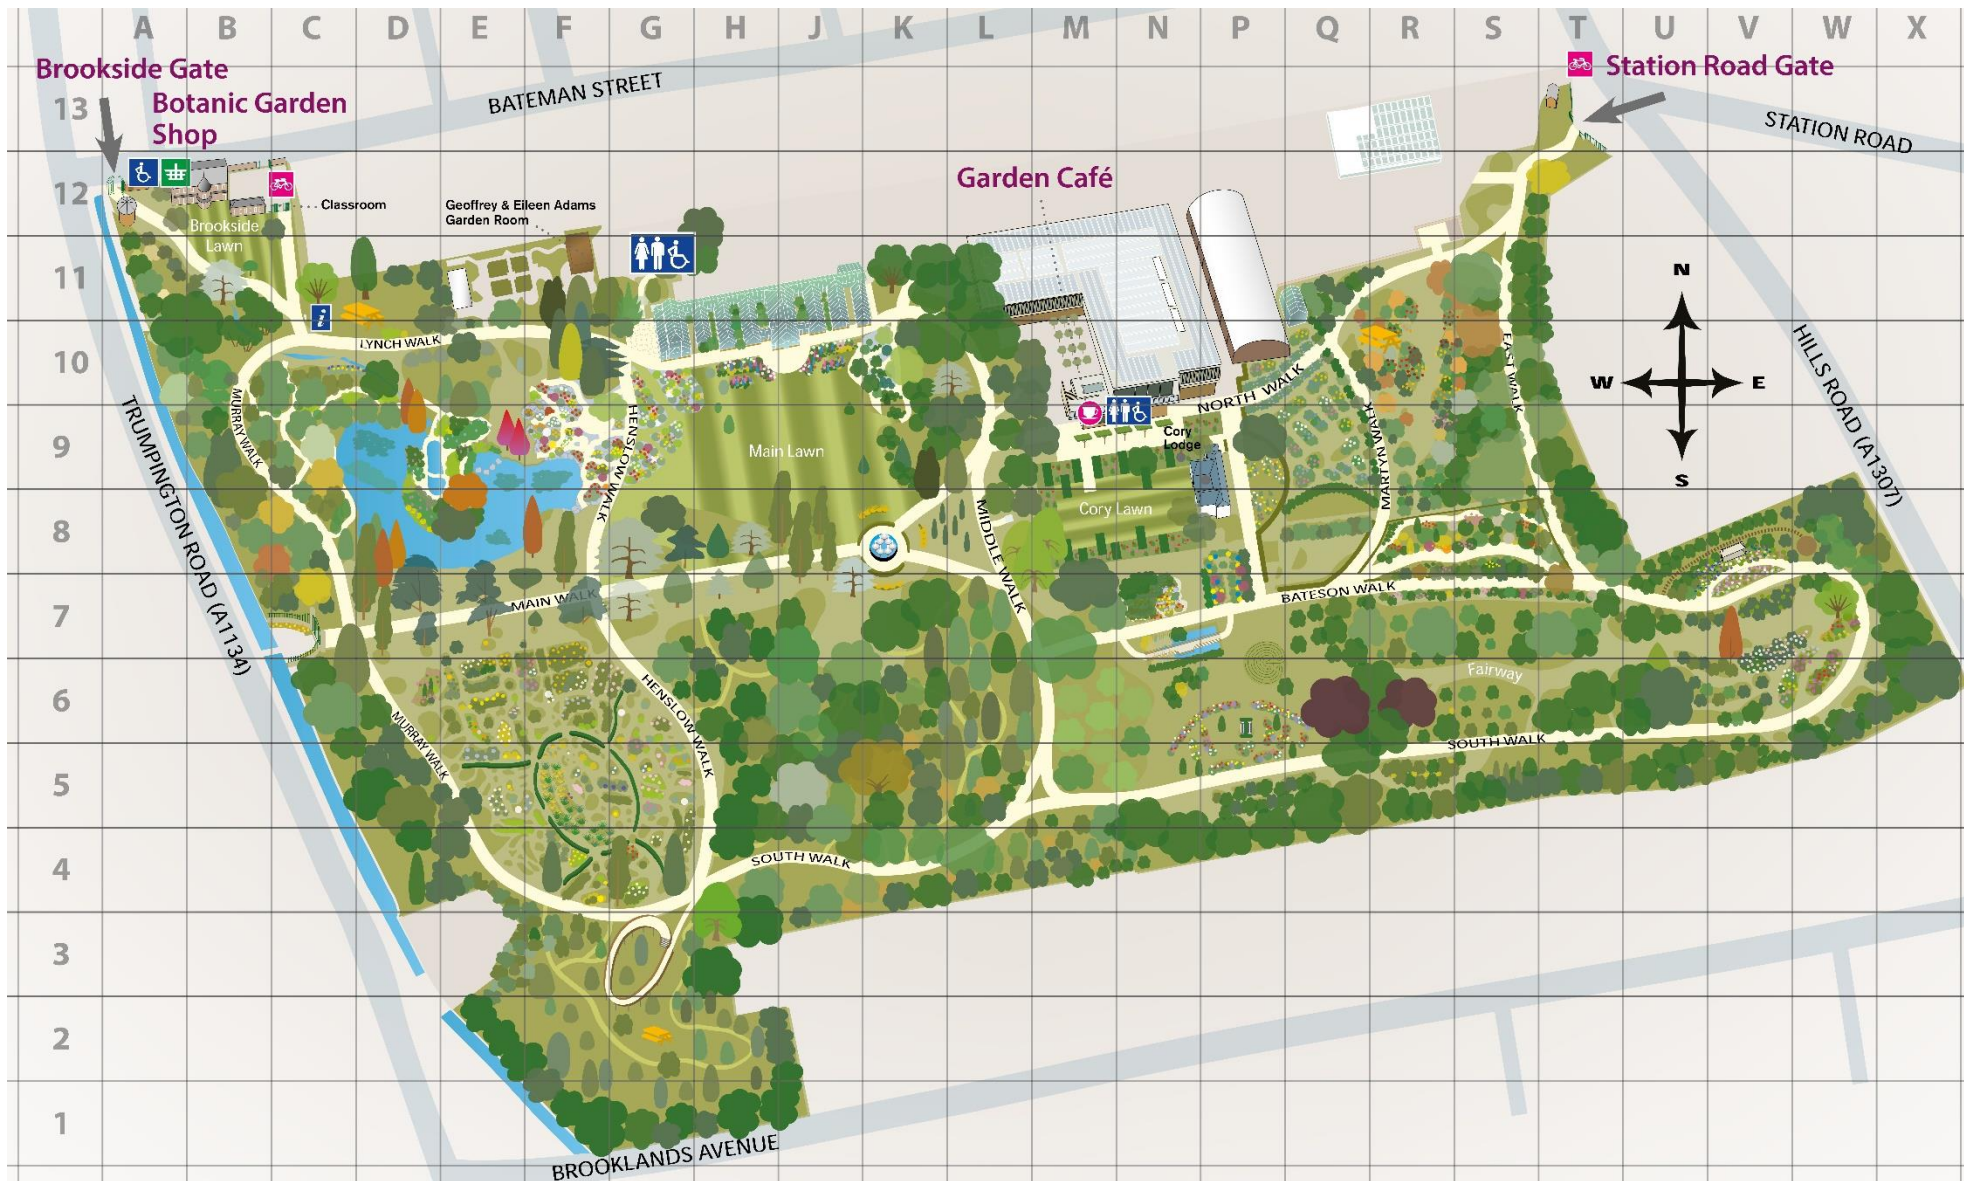 A B C D E F G H J K L M N P Q R S T U V W X
13
12
11
10
9
8
7
6
5
4
3
2
1
Brookside Gate
Botanic Garden
Shop
BATEMAN STREET
Station Road Gate
STATION ROAD
Garden Café
Classroom
Geoffrey & Eileen Adams
Garden Room
Brookside
Lawn
i
LYNCH WALK
MURRAY WALK
TRUMPINGTON ROAD (A1134)
HENSLOW WALK
Main Lawn
NORTH WALK
Cory
Lodge
Cory Lawn
MARTYN WALK
EAST WALK
N
W
E
S
HILLS ROAD (A1307)
MIDDLE WALK
MAIN WALK
BATESON WALK
Fairway
HENSLOW WALK
MURRAY WALK
SOUTH WALK
SOUTH WALK
BROOKLANDS AVENUE